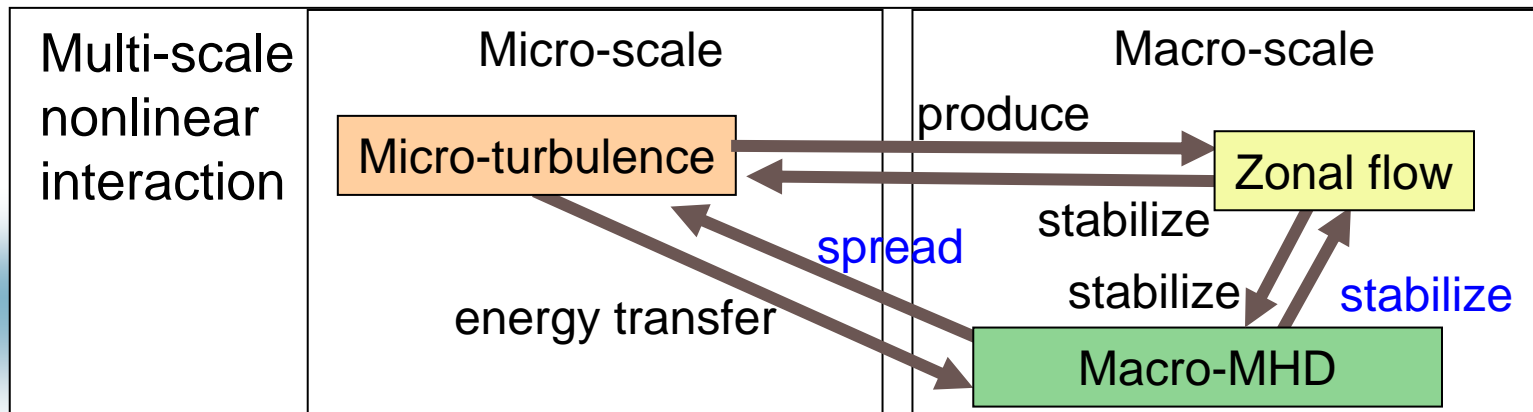 Multi-scale
nonlinear
interaction
Micro-scale
Macro-scale
produce
Micro-turbulence
Zonal flow
stabilize
spread
stabilize
stabilize
energy transfer
Macro-MHD